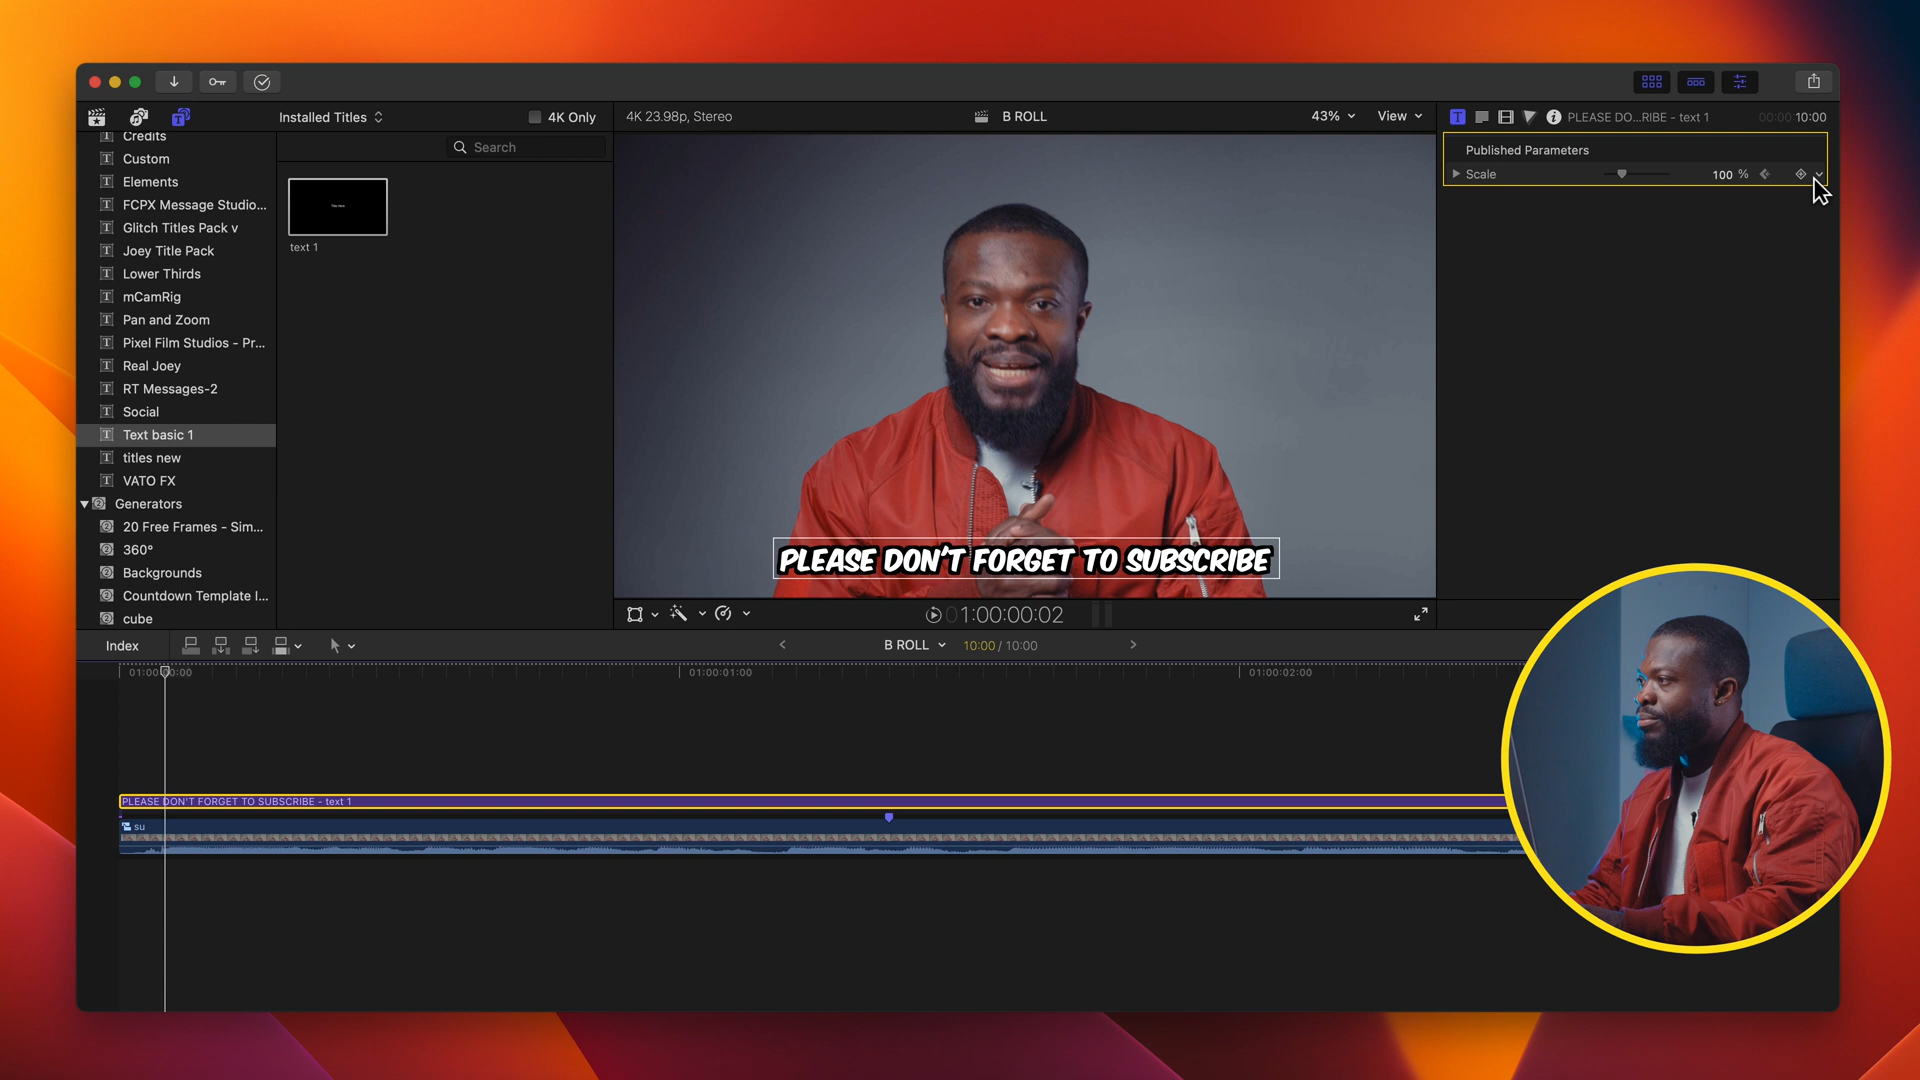 Installed Titles
4K Only
4K 23.98p, Stereo
B ROLL
43%
View
PLEASE DO...RIBE - text 1
00:00:10:00
Credits
Custom
Elements
FCPX Message Studio...
Glitch Titles Pack v
Joey Title Pack
Lower Thirds
mCamRig
Pan and Zoom
Pixel Film Studios - Pr...
Real Joey
RT Messages-2
Social
Text basic 1
titles new
VATO FX
Generators
20 Free Frames - Sim...
360°
Backgrounds
Countdown Template I...
cube
Search
text 1
Published Parameters
Scale
100 %
PLEASE DON'T FORGET TO SUBSCRIBE
01:00:00:02
Index
B ROLL
10:00 / 10:00
01:00:00:00
01:00:01:00
01:00:02:00
PLEASE DON'T FORGET TO SUBSCRIBE - text 1
su